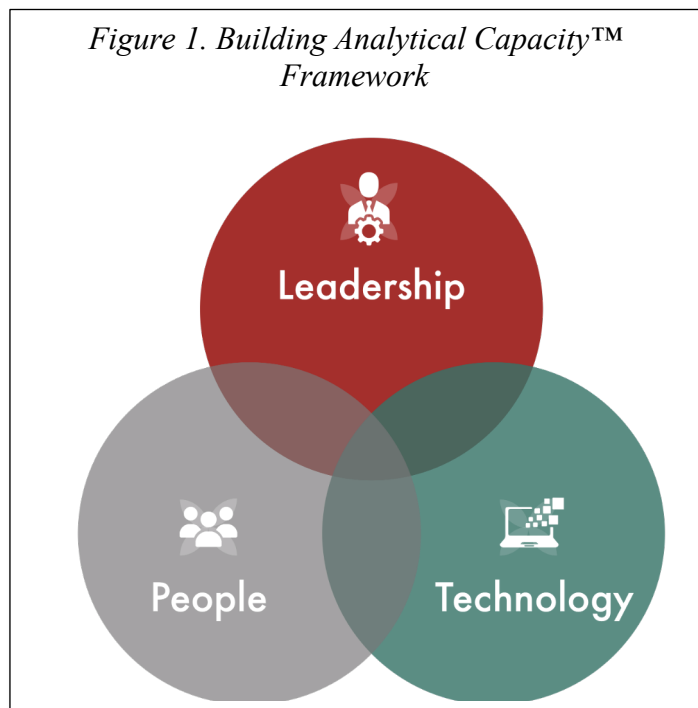 Figure 1. Building Analytical Capacity™
Framework
Leadership
People
Technology